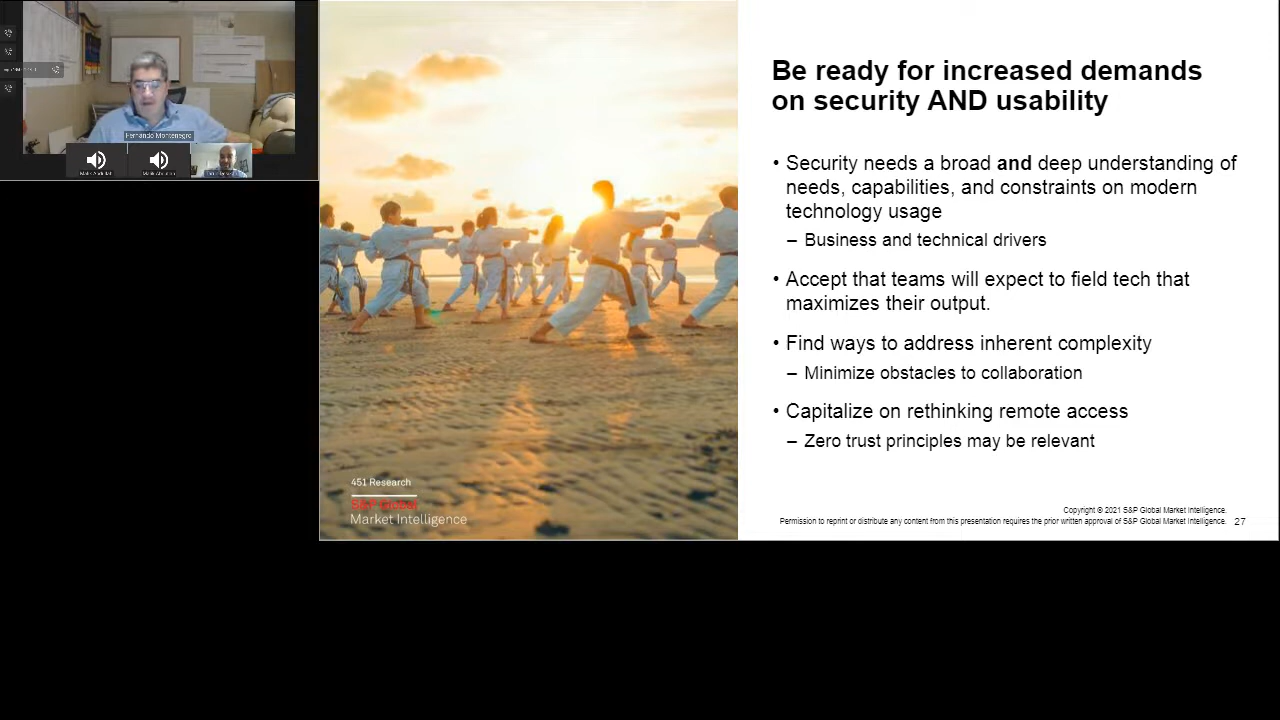 Fernando Montenegro
Be ready for increased demands
on security AND usability
• Security needs a broad and deep understanding of
needs, capabilities, and constraints on modern
technology usage
– Business and technical drivers
• Accept that teams will expect to field tech that
maximizes their output.
• Find ways to address inherent complexity
– Minimize obstacles to collaboration
• Capitalize on rethinking remote access
– Zero trust principles may be relevant
451 Research
S&P Global
Market Intelligence
Copyright © 2021 S&P Global Market Intelligence.
Permission to reprint or distribute any content from this presentation requires the prior written approval of S&P Global Market Intelligence.
27